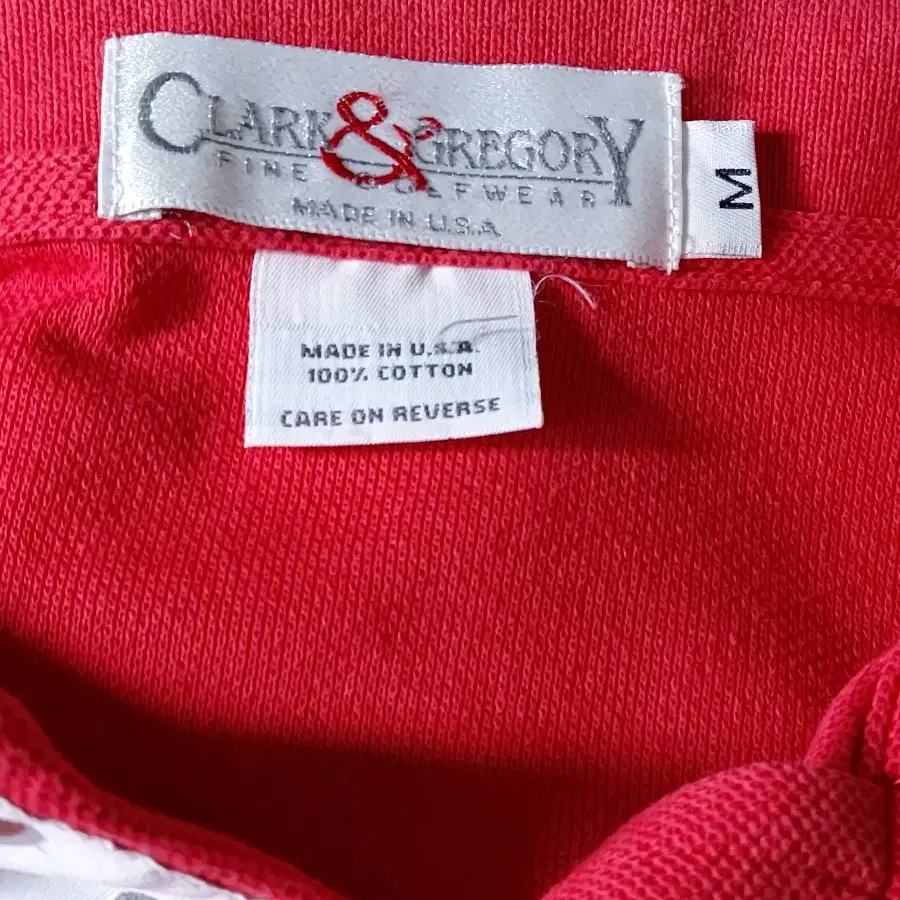 CLARK & GREGORY
FINE GOLFWEAR
MADE IN U.S.A
M
MADE IN U.S.A.
100% COTTON
CARE ON REVERSE